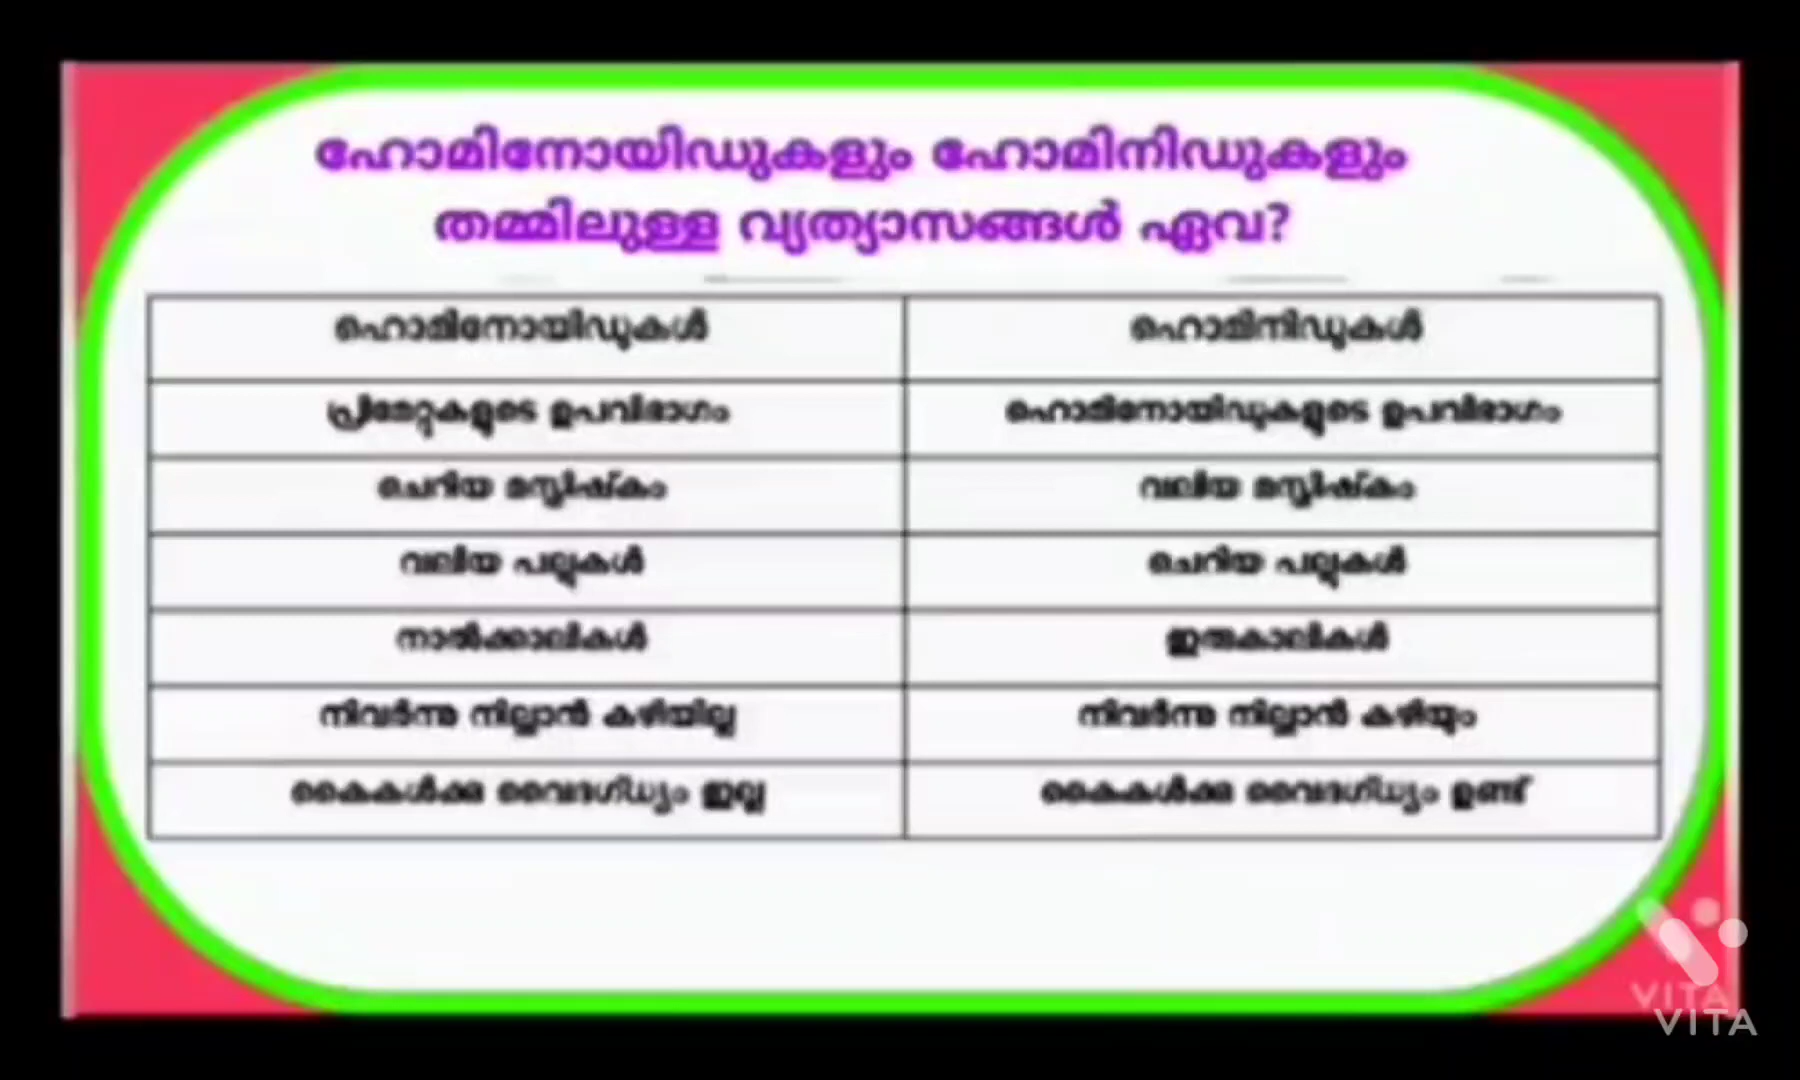 ഹോമിനോയിഡുകളും ഹോമിനിഡുകളും
തമ്മിലുള്ള വ്യത്യാസങ്ങൾ ഏവ?
ഹൊമിനോയിഡുകൾ ഹൊമിനിഡുകൾ
പ്രിമേറ്റുകളുടെ ഉപവിഭാഗം ഹൊമിനോയിഡുകളുടെ ഉപവിഭാഗം
ചെറിയ മസ്തിഷ്കം വലിയ മസ്തിഷ്കം
വലിയ പല്ലുകൾ ചെറിയ പല്ലുകൾ
നാൽക്കാലികൾ ഇരുകാലികൾ
നിവർന്നു നില്ലാൻ കഴിയില്ല നിവർന്നു നില്ലാൻ കഴിയും
കൈകൾക്കു വൈദഗ്ധ്യം ഇല്ല കൈകൾക്കു വൈദഗ്ധ്യം ഉണ്ട്
VITA
VITA